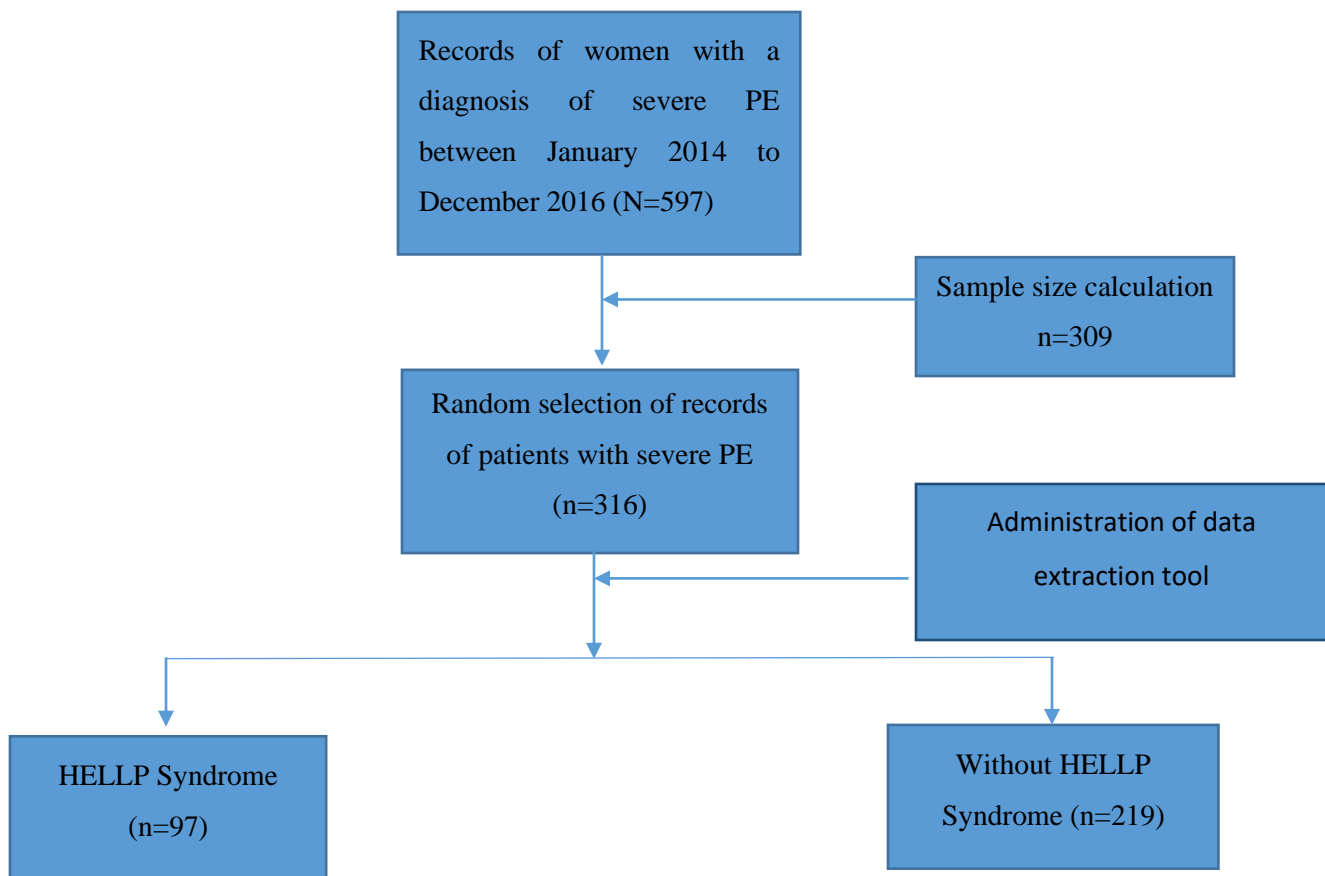 Records of women with a
diagnosis of severe PE
between January 2014 to
December 2016 (N=597)
Sample size calculation
n=309
Random selection of records
of patients with severe PE
(n=316)
Administration of data
extraction tool
HELLP Syndrome
(n=97)
Without HELLP
Syndrome (n=219)